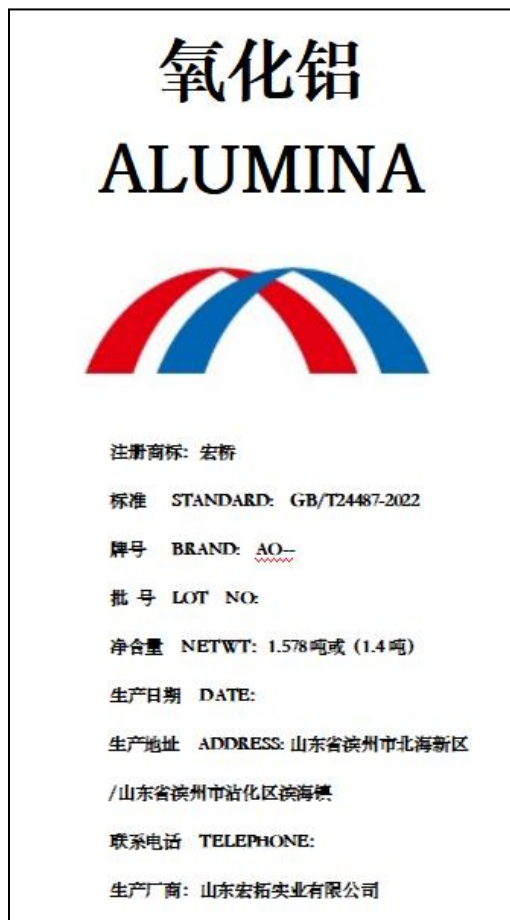 氧化铝
ALUMINA
注册商标：宏桥
标准 STANDARD: GB/T24487-2022
牌号 BRAND: AO--
批 号 LOT NO:
净含量 NETWT: 1.578吨或（1.4吨）
生产日期 DATE:
生产地址 ADDRESS: 山东省滨州市北海新区
/山东省滨州市沾化区滨海镇
联系电话 TELEPHONE:
生产厂商：山东宏拓实业有限公司